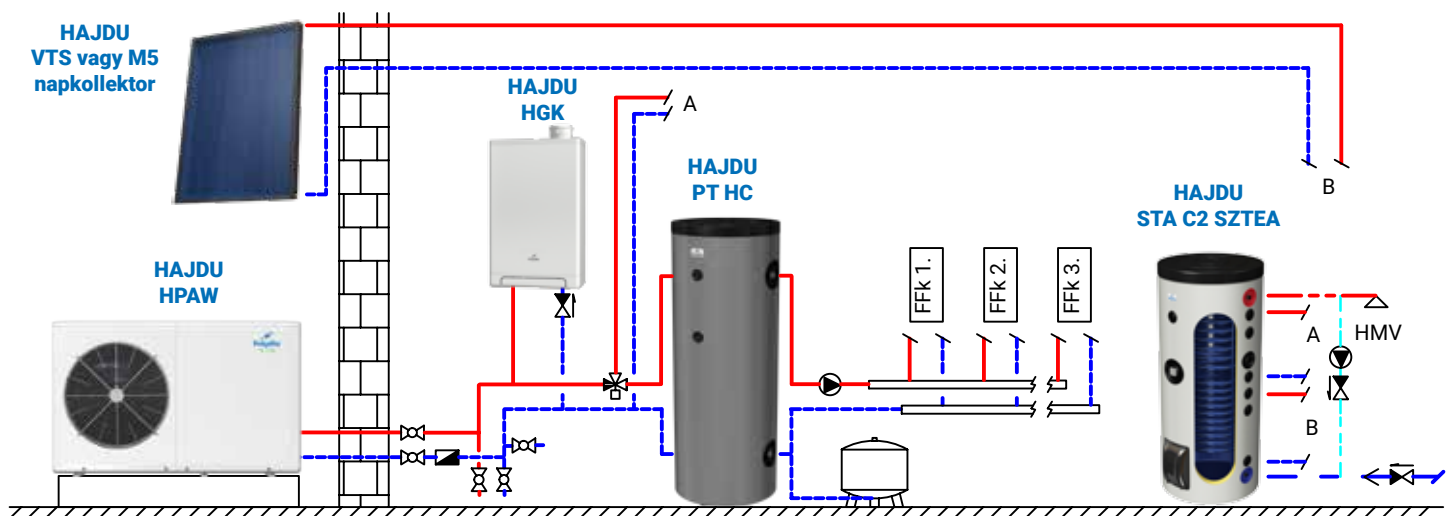 HAJDU
VTS vagy M5
napkollektor
HAJDU
HGK
A
B
HAJDU
PT HC
HAJDU
STA C2 SZTEA
HAJDU
HPAW
FFk 1.
FFk 2.
FFk 3.
A
HMV
B